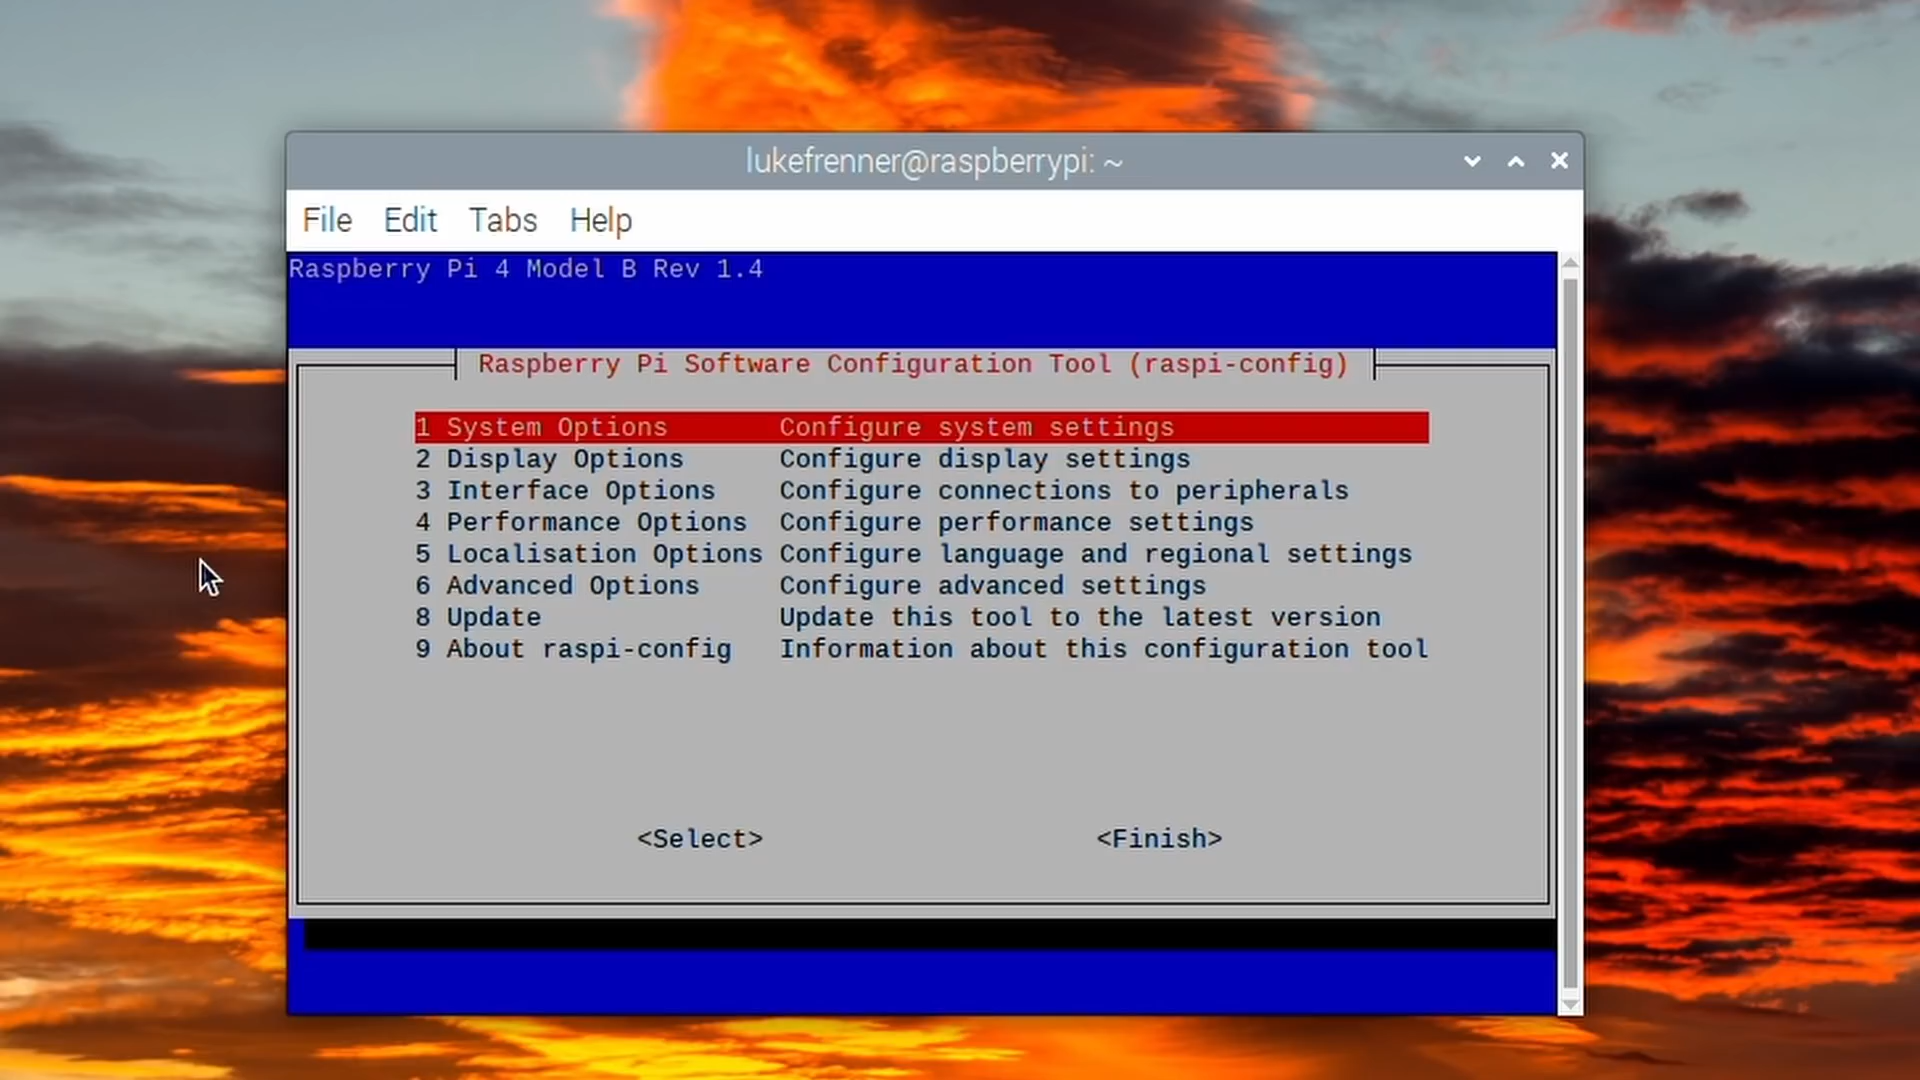 lukefrenner@raspberrypi: ~
File Edit Tabs Help
Raspberry Pi 4 Model B Rev 1.4
Raspberry Pi Software Configuration Tool (raspi-config)
1 System Options Configure system settings
2 Display Options Configure display settings
3 Interface Options Configure connections to peripherals
4 Performance Options Configure performance settings
5 Localisation Options Configure language and regional settings
6 Advanced Options Configure advanced settings
8 Update Update this tool to the latest version
9 About raspi-config Information about this configuration tool
<Select> <Finish>